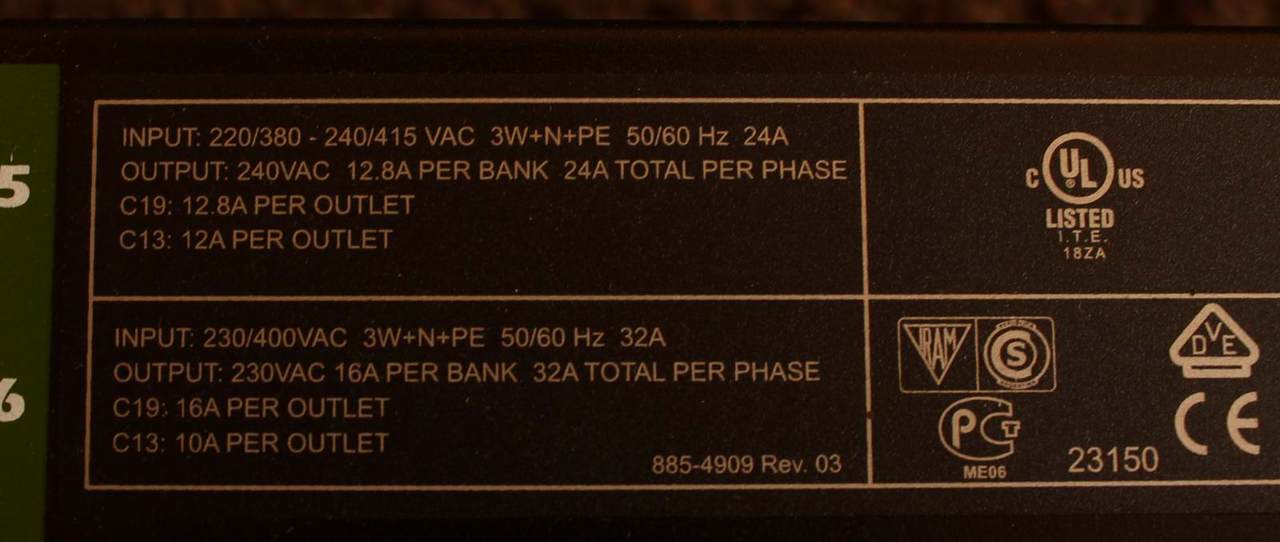 5
6
INPUT: 220/380 - 240/415 VAC 3W+N+PE 50/60 Hz 24A
OUTPUT: 240VAC 12.8A PER BANK 24A TOTAL PER PHASE
C19: 12.8A PER OUTLET
C13: 12A PER OUTLET
C UL® US
LISTED
I.T.E.
18ZA
INPUT: 230/400VAC 3W+N+PE 50/60 Hz 32A
OUTPUT: 230VAC 16A PER BANK 32A TOTAL PER PHASE
C19: 16A PER OUTLET
C13: 10A PER OUTLET
885-4909 Rev. 03
IRAM S
DVE
PCT
ME06
23150
CE